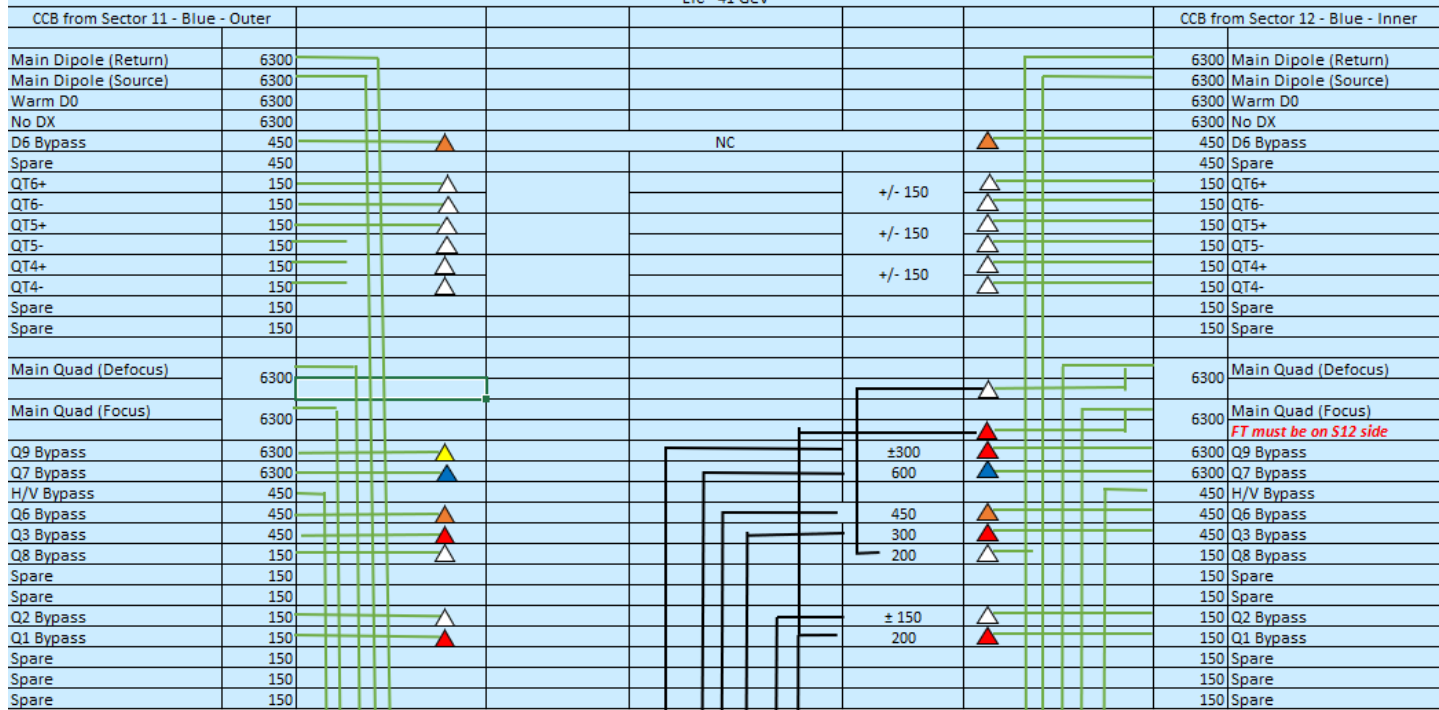 CCB from Sector 11 - Blue - Outer CCB from Sector 12 - Blue - Inner
Main Dipole (Return) 6300 6300 Main Dipole (Return)
Main Dipole (Source) 6300 6300 Main Dipole (Source)
Warm D0 6300 6300 Warm D0
No DX 6300 6300 No DX
D6 Bypass 450 NC 450 D6 Bypass
Spare 450 450 Spare
QT6+ 150 +/- 150 150 QT6+
QT6- 150 150 QT6-
QT5+ 150 +/- 150 150 QT5+
QT5- 150 150 QT5-
QT4+ 150 +/- 150 150 QT4+
QT4- 150 150 QT4-
Spare 150 150 Spare
Spare 150 150 Spare
Main Quad (Defocus) 6300 6300 Main Quad (Defocus)
Main Quad (Focus) 6300 6300 Main Quad (Focus)
FT must be on S12 side
Q9 Bypass 6300 ±300 6300 Q9 Bypass
Q7 Bypass 6300 600 6300 Q7 Bypass
H/V Bypass 450 450 H/V Bypass
Q6 Bypass 450 450 450 Q6 Bypass
Q3 Bypass 450 300 450 Q3 Bypass
Q8 Bypass 150 200 150 Q8 Bypass
Spare 150 150 Spare
Spare 150 150 Spare
Q2 Bypass 150 ± 150 150 Q2 Bypass
Q1 Bypass 150 200 150 Q1 Bypass
Spare 150 150 Spare
Spare 150 150 Spare
Spare 150 150 Spare